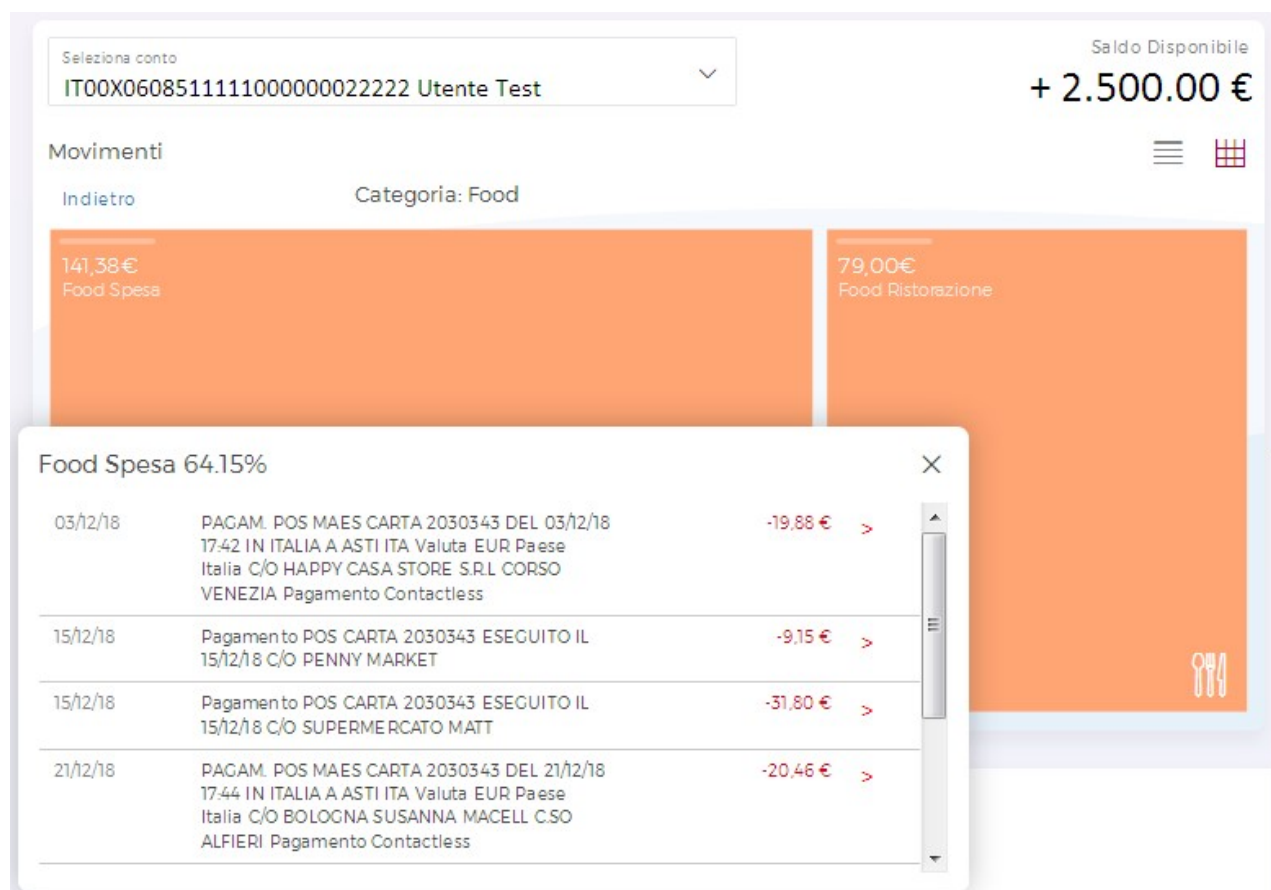 Seleziona conto
IT00X0608511111000000022222 Utente Test
Saldo Disponibile
+ 2.500.00 €
Movimenti
Indietro
Categoria: Food
141,38€
Food Spesa
79,00€
Food Ristorazione
Food Spesa 64.15%
03/12/18
PAGAM. POS MAES CARTA 2030343 DEL 03/12/18
17:42 IN ITALIA A ASTI ITA Valuta EUR Paese
Italia C/O HAPPY CASA STORE S.R.L CORSO
VENEZIA Pagamento Contactless
-19,88 € >
15/12/18
Pagamento POS CARTA 2030343 ESEGUITO IL
15/12/18 C/O PENNY MARKET
-9,15 € >
15/12/18
Pagamento POS CARTA 2030343 ESEGUITO IL
15/12/18 C/O SUPERMERCATO MATT
-31,80 € >
21/12/18
PAGAM. POS MAES CARTA 2030343 DEL 21/12/18
17:44 IN ITALIA A ASTI ITA Valuta EUR Paese
Italia C/O BOLOGNA SUSANNA MACELL C.SO
ALFIERI Pagamento Contactless
-20,46 € >